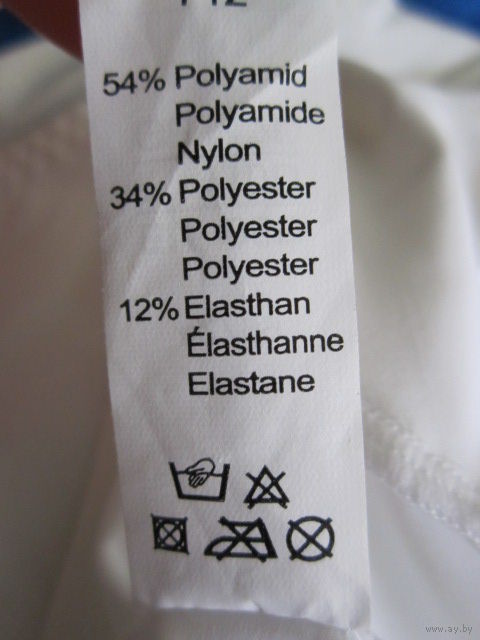 54% Polyamid
Polyamide
Nylon
34% Polyester
Polyester
Polyester
12% Elasthan
Élasthanne
Elastane
www.ay.by